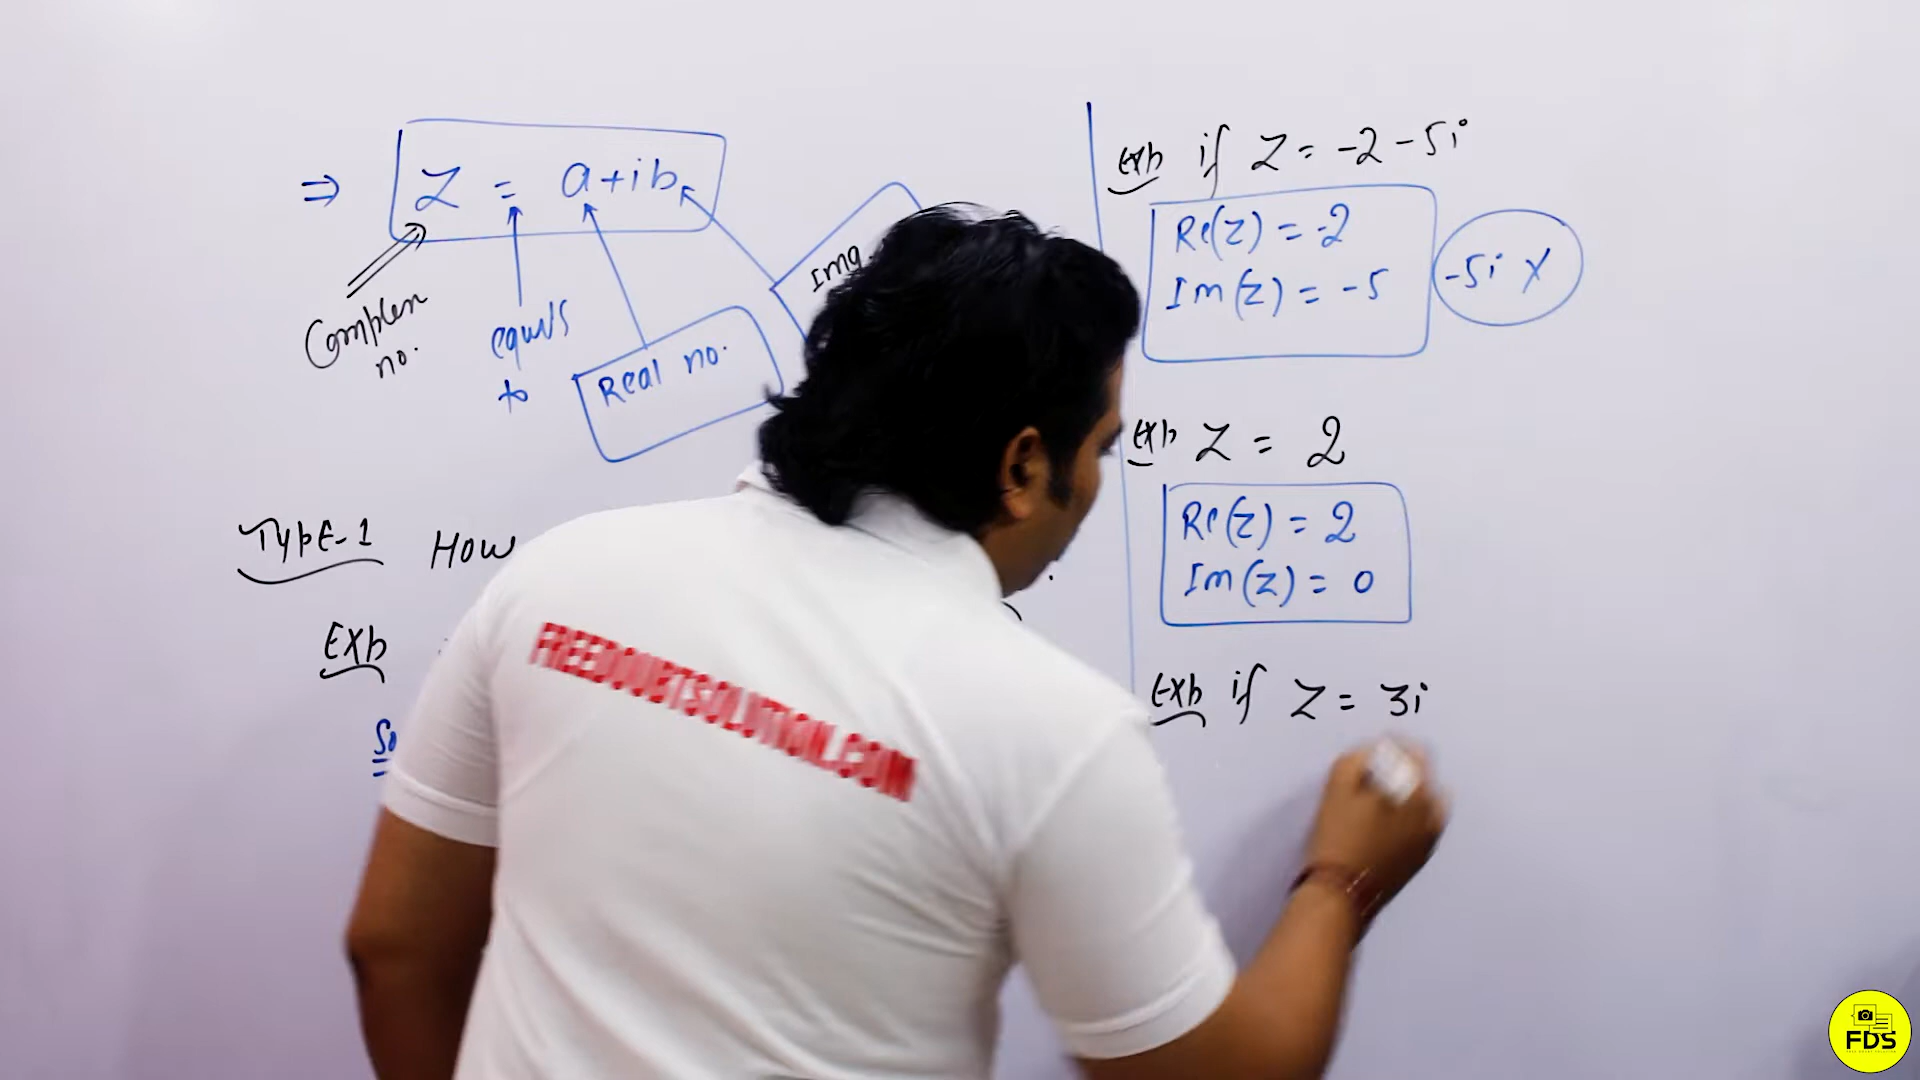 ⇒ Z = a+ib
Complex no.
equals to
Real no.
Img.
TypE-1 How
Exp
So
Exp if Z = -2 - 5i
Re(z) = -2
Im(z) = -5
-5i X
Exp Z = 2
Re(z) = 2
Im(z) = 0
Exp if Z = 3i
FREEDOUBTSOLUTION.COM
FDS